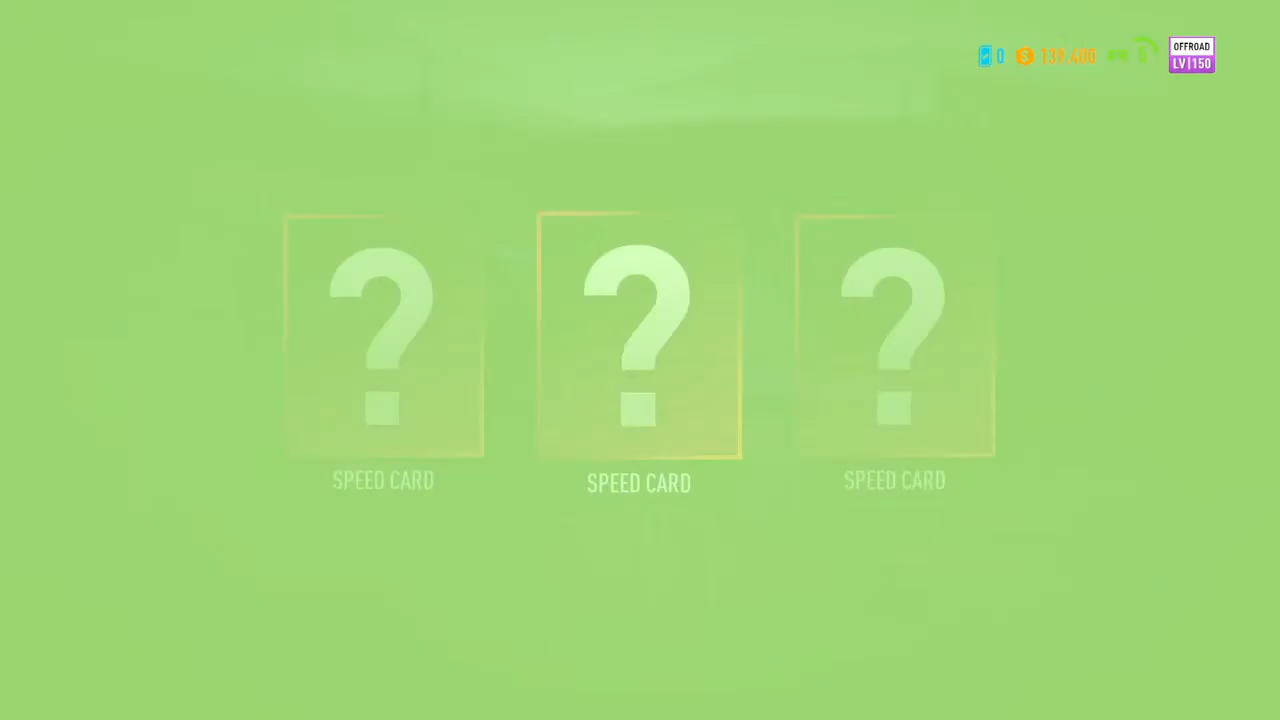 0
139,400
OFFROAD
LV|150
?
?
?
SPEED CARD
SPEED CARD
SPEED CARD